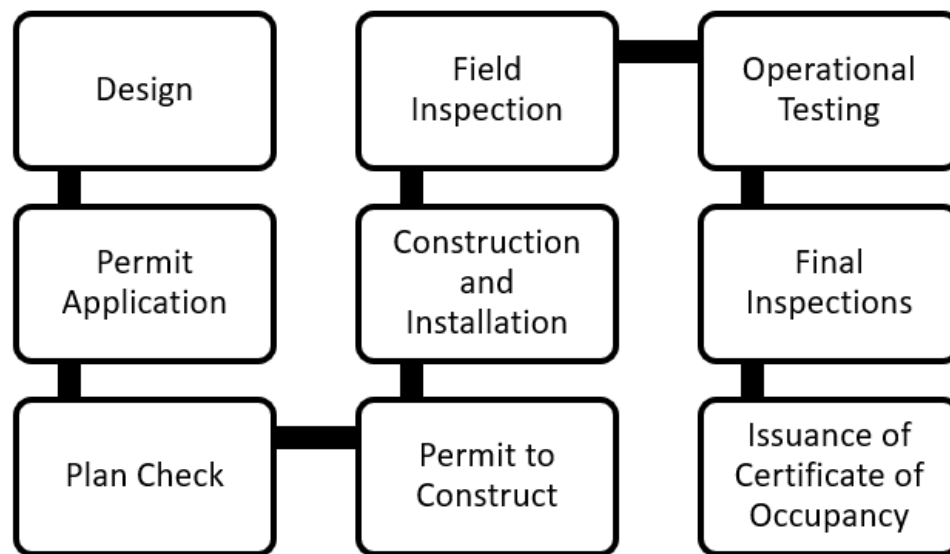 Design
Permit
Application
Plan Check
Permit to
Construct
Construction
and
Installation
Field
Inspection
Operational
Testing
Final
Inspections
Issuance of
Certificate of
Occupancy